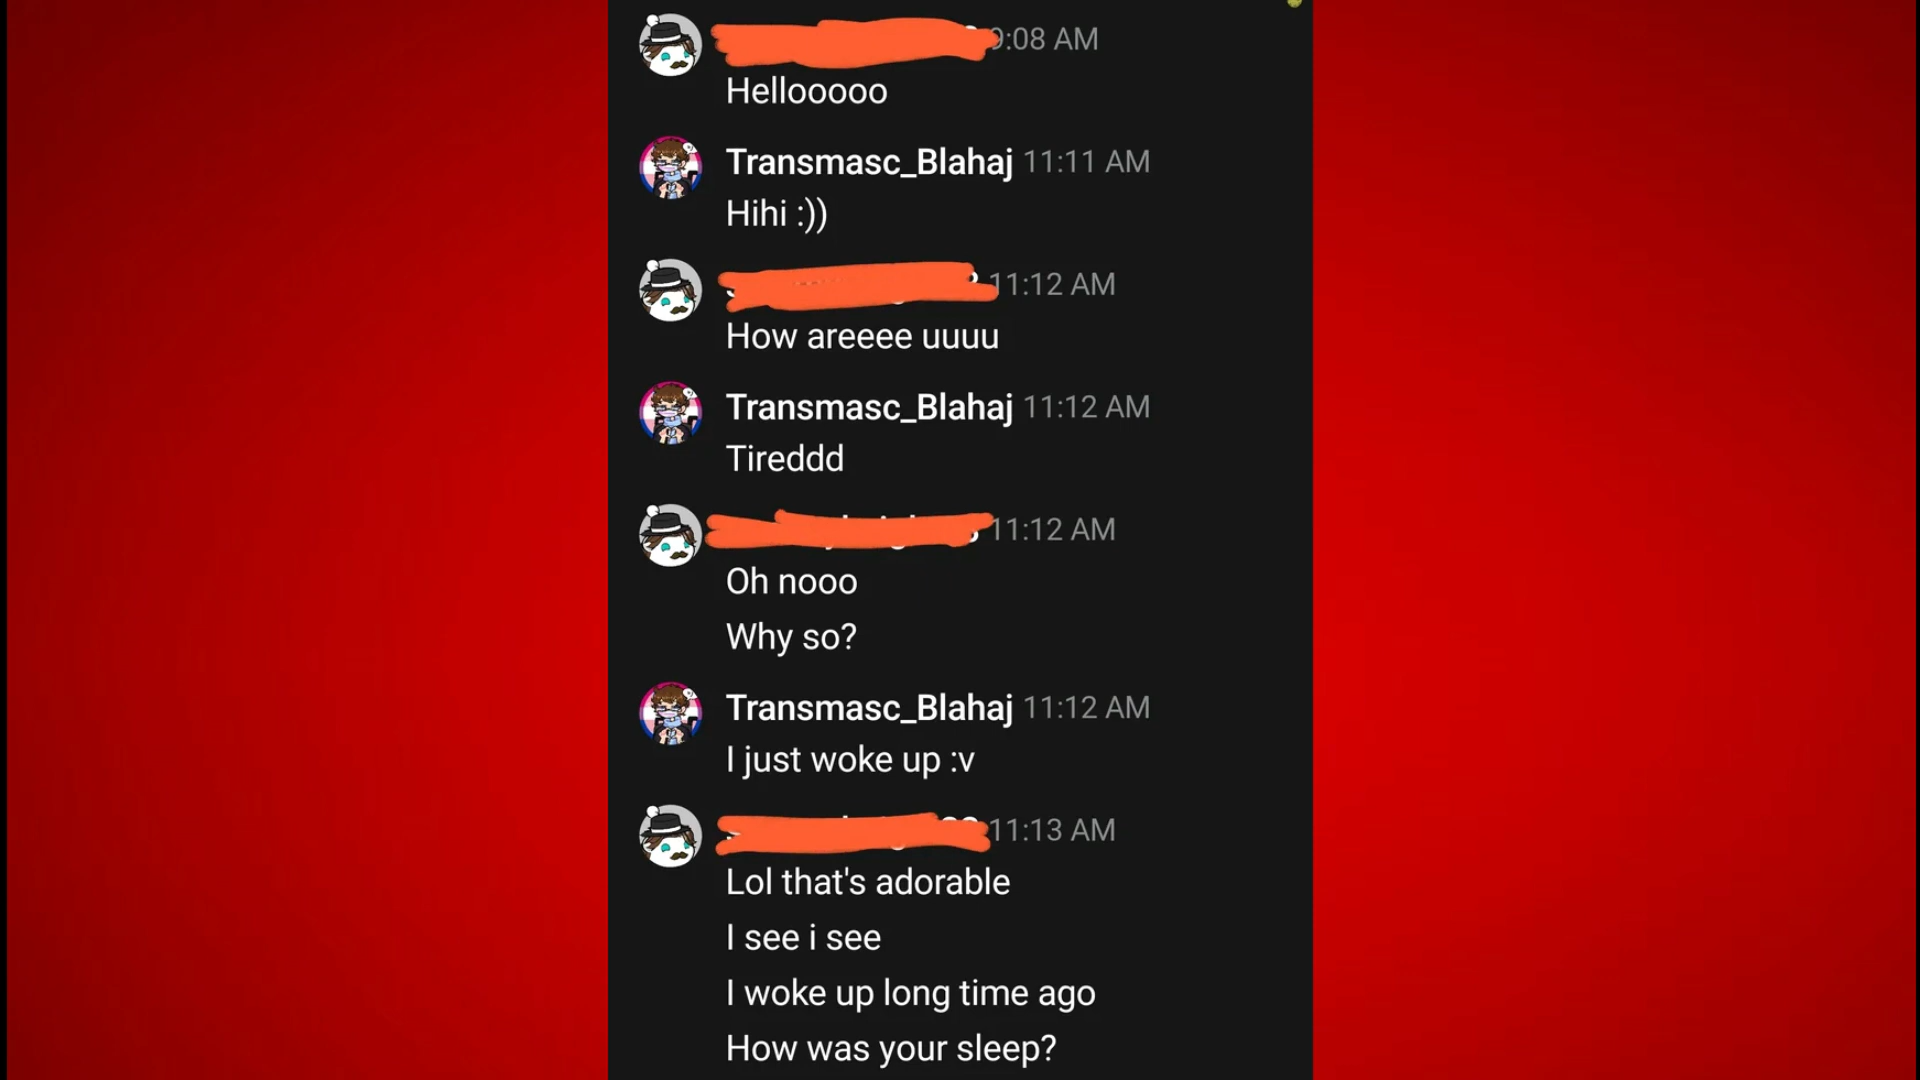 9:08 AM
Hellooooo
Transmasc_Blahaj 11:11 AM
Hihi :))
11:12 AM
How areeee uuuu
Transmasc_Blahaj 11:12 AM
Tireddd
11:12 AM
Oh nooo
Why so?
Transmasc_Blahaj 11:12 AM
I just woke up :v
11:13 AM
Lol that's adorable
I see i see
I woke up long time ago
How was your sleep?